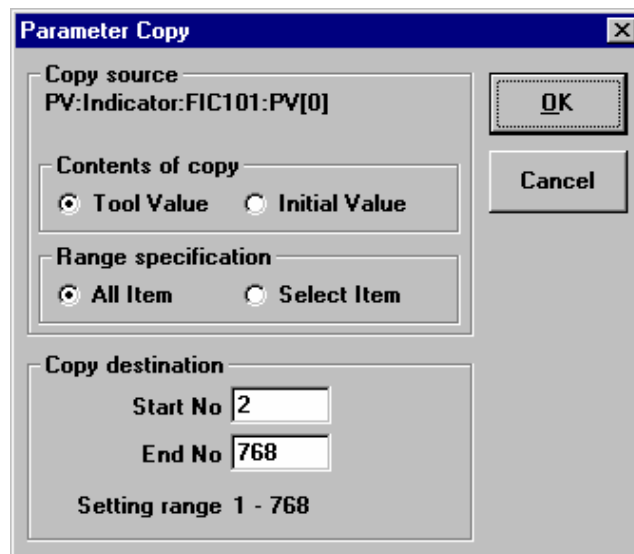 Parameter Copy
Copy source
PV:Indicator:FIC101:PV[0]
OK
Contents of copy
Cancel
Tool Value Initial Value
Range specification
All Item Select Item
Copy destination
Start No 2
End No 768
Setting range 1 - 768